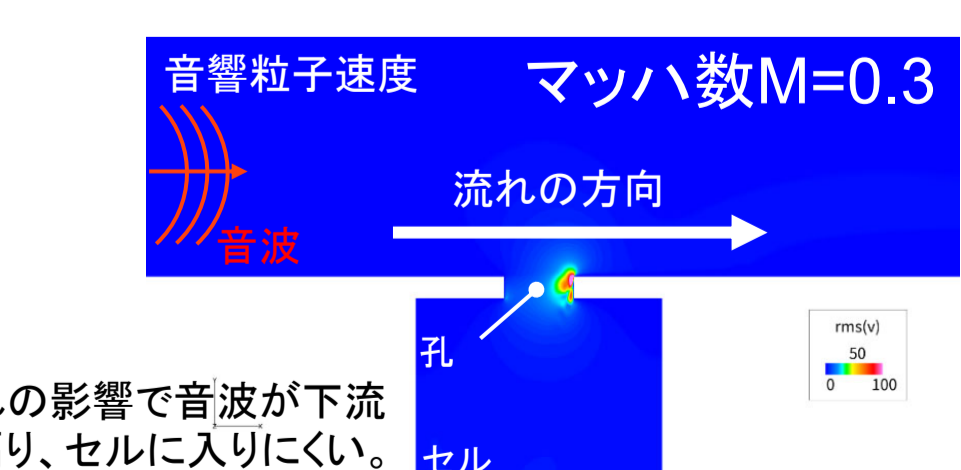 音響粒子速度
マッハ数M=0.3
流れの方向
音波
孔
rms(v)
50
0 100
の影響で音波が下流
り、セルに入りにくい。
セル